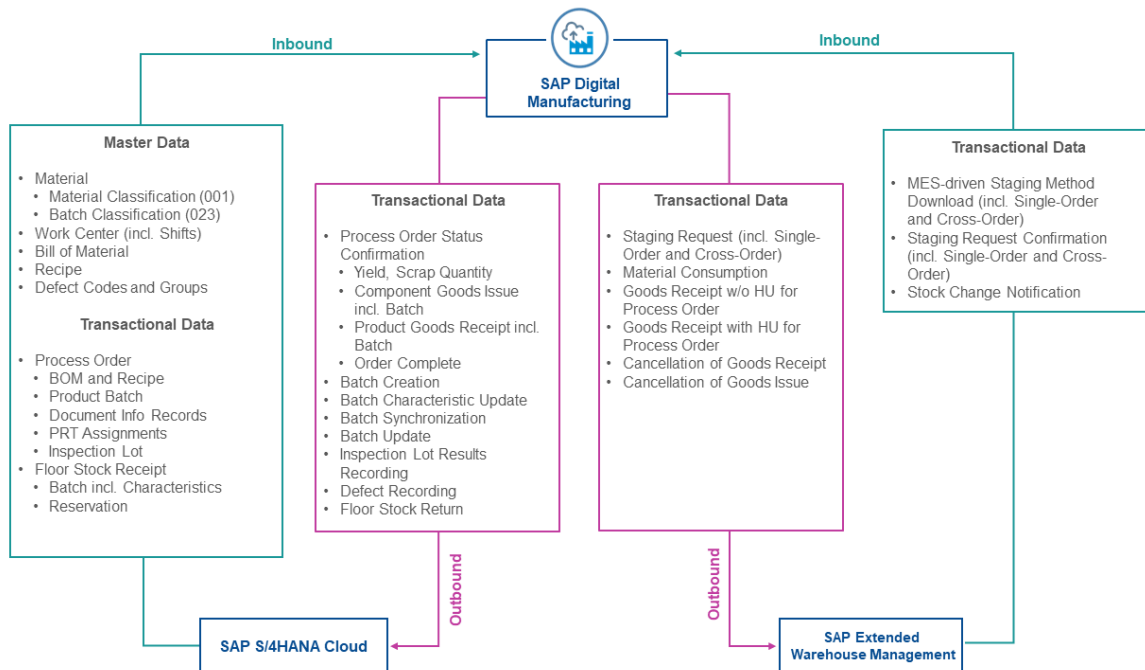 Inbound
Inbound
SAP Digital
Manufacturing
Master Data
• Material
• Material Classification (001)
• Batch Classification (023)
• Work Center (incl. Shifts)
• Bill of Material
• Recipe
• Defect Codes and Groups
Transactional Data
• Process Order
• BOM and Recipe
• Product Batch
• Document Info Records
• PRT Assignments
• Inspection Lot
• Floor Stock Receipt
• Batch incl. Characteristics
• Reservation
Transactional Data
• Process Order Status
Confirmation
• Yield, Scrap Quantity
• Component Goods Issue
incl. Batch
• Product Goods Receipt incl.
Batch
• Order Complete
• Batch Creation
• Batch Characteristic Update
• Batch Synchronization
• Batch Update
• Inspection Lot Results
Recording
• Defect Recording
• Floor Stock Return
Transactional Data
• Staging Request (incl. Single-
Order and Cross-Order)
• Material Consumption
• Goods Receipt w/o HU for
Process Order
• Goods Receipt with HU for
Process Order
• Cancellation of Goods Receipt
• Cancellation of Goods Issue
Transactional Data
• MES-driven Staging Method
Download (incl. Single-Order
and Cross-Order)
• Staging Request Confirmation
(incl. Single-Order and Cross-
Order)
• Stock Change Notification
Outbound
Outbound
SAP S/4HANA Cloud
SAP Extended
Warehouse Management